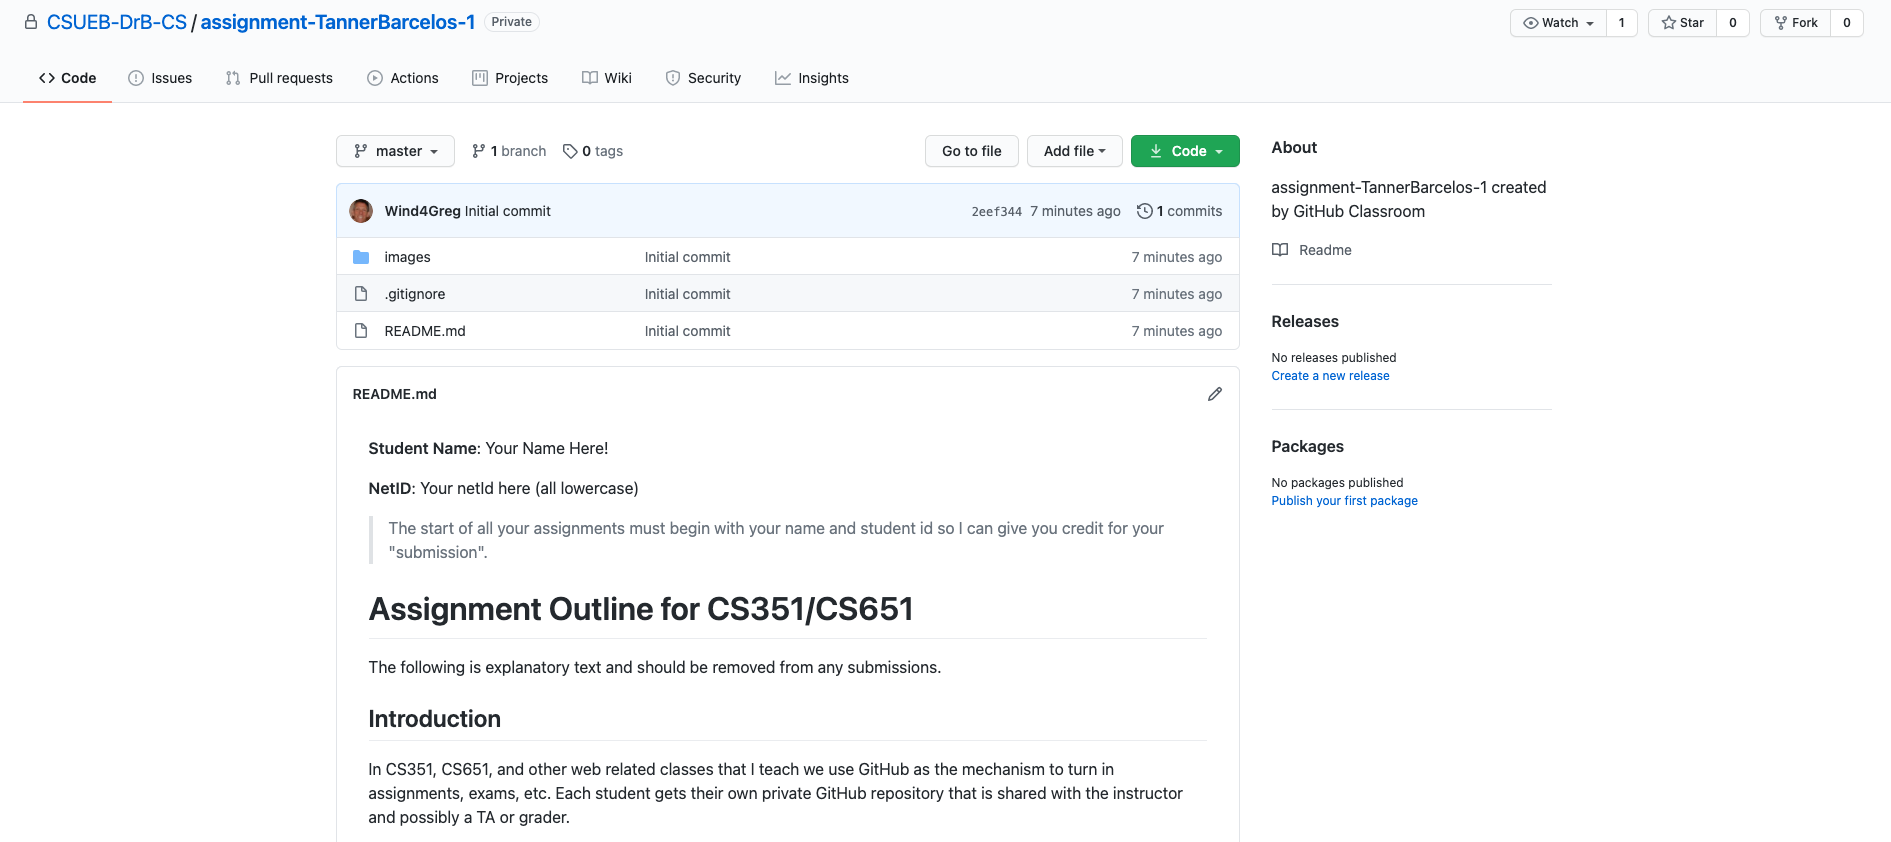 CSUEB-DrB-CS / assignment-TannerBarcelos-1 Private
Watch 1 Star 0 Fork 0
Code Issues Pull requests Actions Projects Wiki Security Insights
master 1 branch 0 tags Go to file Add file Code
Wind4Greg Initial commit 2eef344 7 minutes ago 1 commits
images Initial commit 7 minutes ago
.gitignore Initial commit 7 minutes ago
README.md Initial commit 7 minutes ago
README.md
Student Name: Your Name Here!
NetID: Your netId here (all lowercase)
The start of all your assignments must begin with your name and student id so I can give you credit for your
"submission".
Assignment Outline for CS351/CS651
The following is explanatory text and should be removed from any submissions.
Introduction
In CS351, CS651, and other web related classes that I teach we use GitHub as the mechanism to turn in
assignments, exams, etc. Each student gets their own private GitHub repository that is shared with the instructor
and possibly a TA or grader.
About
assignment-TannerBarcelos-1 created
by GitHub Classroom
Readme
Releases
No releases published
Create a new release
Packages
No packages published
Publish your first package